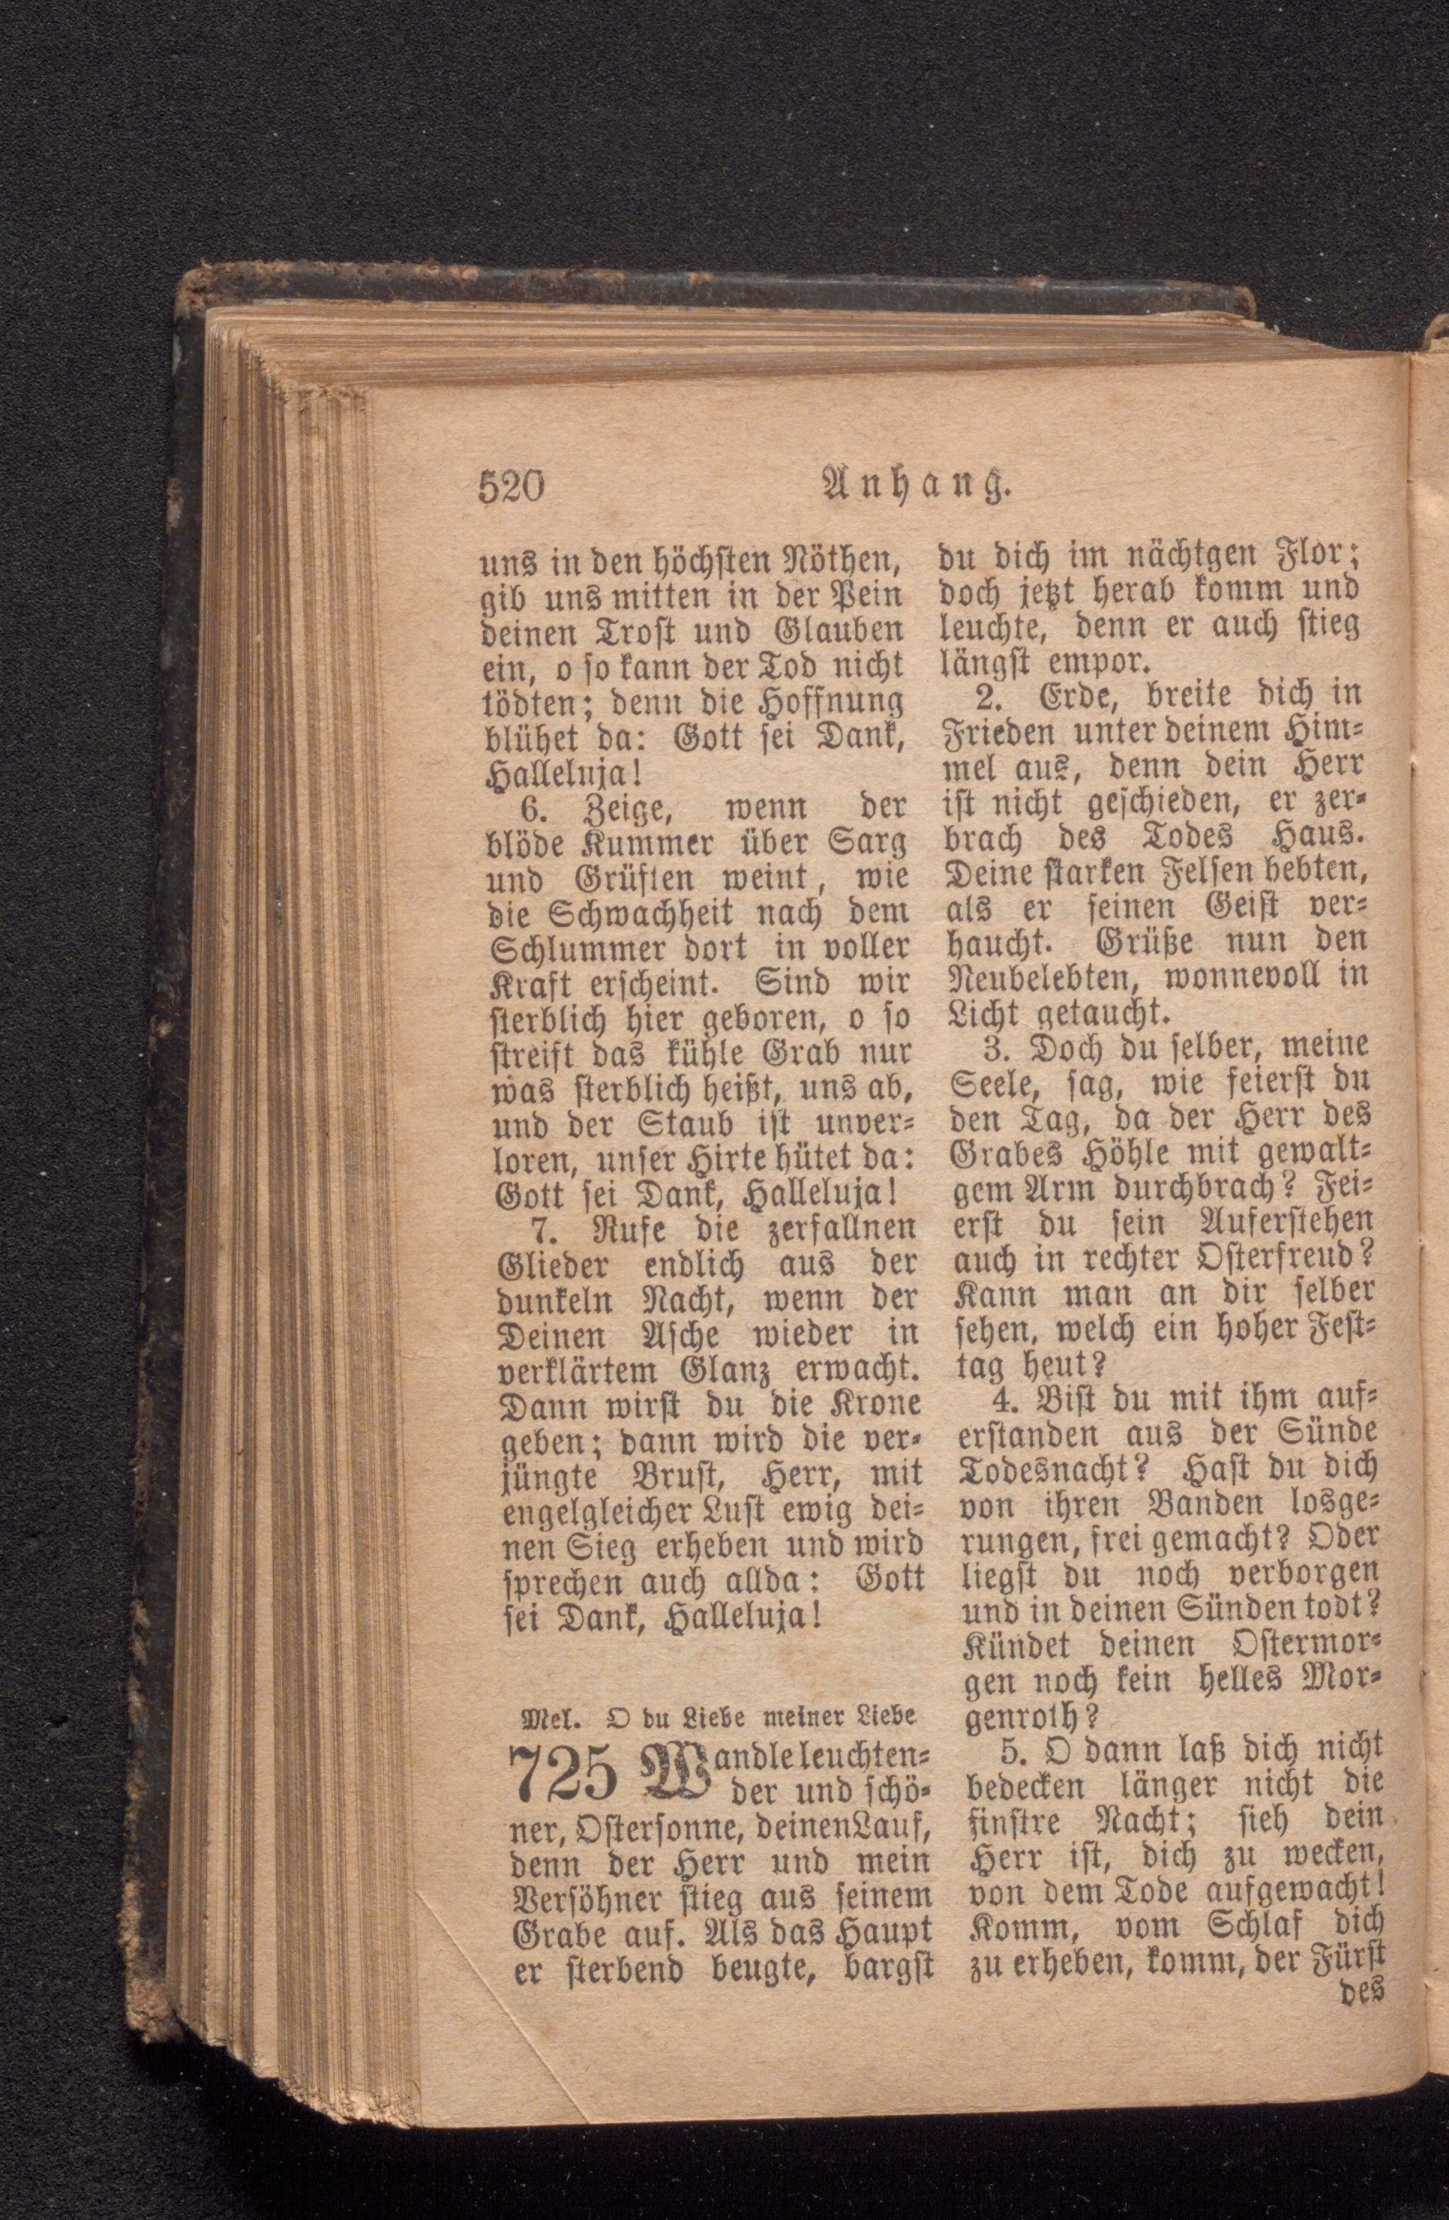 520
Anhang.
uns in den höchsten Nöthen,
gib uns mitten in der Pein
deinen Trost und Glauben
ein, o so kann der Tod nicht
tödten; denn die Hoffnung
blühet da: Gott sei Dank,
Halleluja!
6. Zeige, wenn der
blöde Kummer über Sarg
und Grüften weint, wie
die Schwachheit nach dem
Schlummer dort in voller
Kraft erscheint. Sind wir
sterblich hier geboren, o so
streift das kühle Grab nur
was sterblich heißt, uns ab,
und der Staub ist unver-
loren, unser Hirte hütet da:
Gott sei Dank, Halleluja!
7. Rufe die zerfallnen
Glieder endlich aus der
dunkeln Nacht, wenn der
Deinen Asche wieder in
verklärtem Glanz erwacht.
Dann wirst du die Krone
geben; dann wird die ver-
jüngte Brust, Herr, mit
engelgleicher Lust ewig dei-
nen Sieg erheben und wird
sprechen auch allda: Gott
sei Dank, Halleluja!
Mel. O du Liebe meiner Liebe
725 Wandle leuchten-
der und schö-
ner, Ostersonne, deinen Lauf,
denn der Herr und mein
Versöhner stieg aus seinem
Grabe auf. Als das Haupt
er sterbend beugte, bargst
du dich im nächtgen Flor;
doch jetzt herab komm und
leuchte, denn er auch stieg
längst empor.
2. Erde, breite dich in
Frieden unter deinem Him-
mel aus, denn dein Herr
ist nicht geschieden, er zer-
brach des Todes Haus.
Deine starken Felsen bebten,
als er seinen Geist ver-
haucht. Grüße nun den
Neubelebten, wonnevoll in
Licht getaucht.
3. Doch du selber, meine
Seele, sag, wie feierst du
den Tag, da der Herr des
Grabes Höhle mit gewalt-
gem Arm durchbrach? Fei-
erst du sein Auferstehen
auch in rechter Osterfreud?
Kann man an dir selber
sehen, welch ein hoher Fest-
tag heut?
4. Bist du mit ihm auf-
erstanden aus der Sünde
Todesnacht? Hast du dich
von ihren Banden losge-
rungen, frei gemacht? Oder
liegst du noch verborgen
und in deinen Sünden todt?
Kündet deinen Ostermor-
gen noch kein helles Mor-
genroth?
5. O dann laß dich nicht
bedecken länger nicht die
finstre Nacht; sieh dein
Herr ist, dich zu wecken,
von dem Tode aufgewacht!
Komm, vom Schlaf dich
zu erheben, komm, der Fürst
des